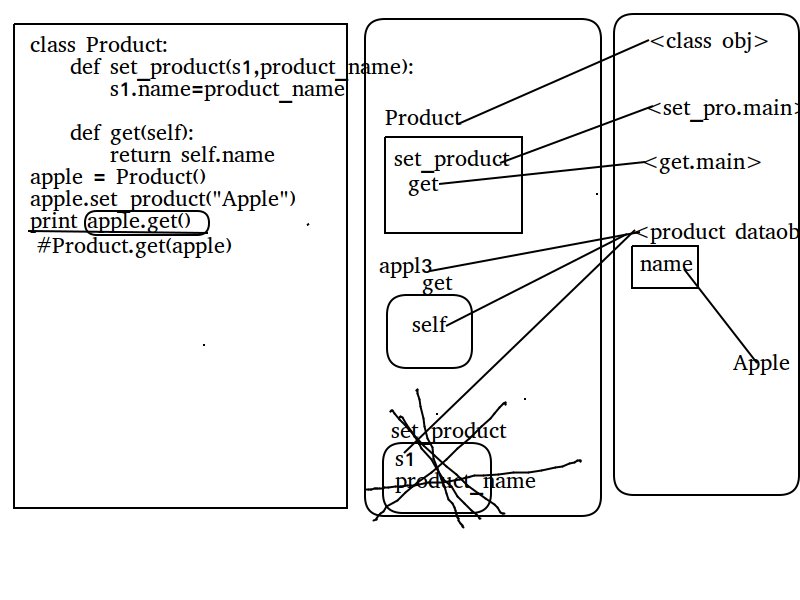 class Product:
def set_product(s1,product_name):
s1.name=product_name
def get(self):
return self.name
apple = Product()
apple.set_product("Apple")
print apple.get()
#Product.get(apple)
Product
set_product
get
appl3
get
self
set_product
s1
product_name
<class obj>
<set_pro.main>
<get.main>
<product dataob
name
Apple